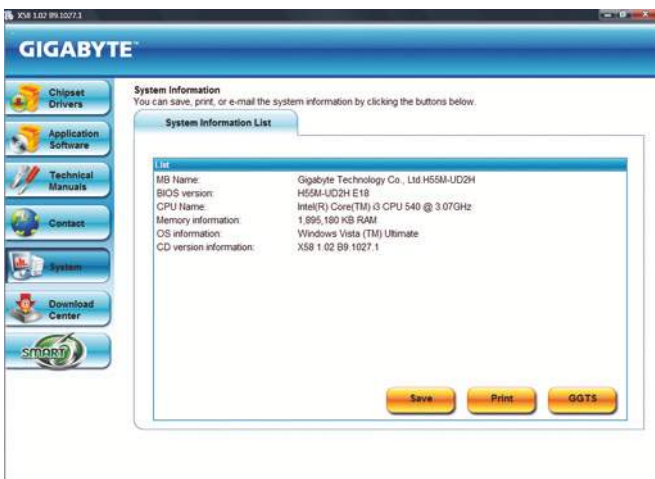 X58 1.02 B9.1027.1
GIGABYTE™
Chipset
Drivers
Application
Software
Technical
Manuals
Contact
System
Download
Center
SMART
System Information
You can save, print, or e-mail the system information by clicking the buttons below.
System Information List
List
MB Name: Gigabyte Technology Co., Ltd.H55M-UD2H
BIOS version: H55M-UD2H E18
CPU Name: Intel(R) Core(TM) i3 CPU 540 @ 3.07GHz
Memory information: 1,895,180 KB RAM
OS information: Windows Vista (TM) Ultimate
CD version information: X58 1.02 B9.1027.1
Save Print GGTS